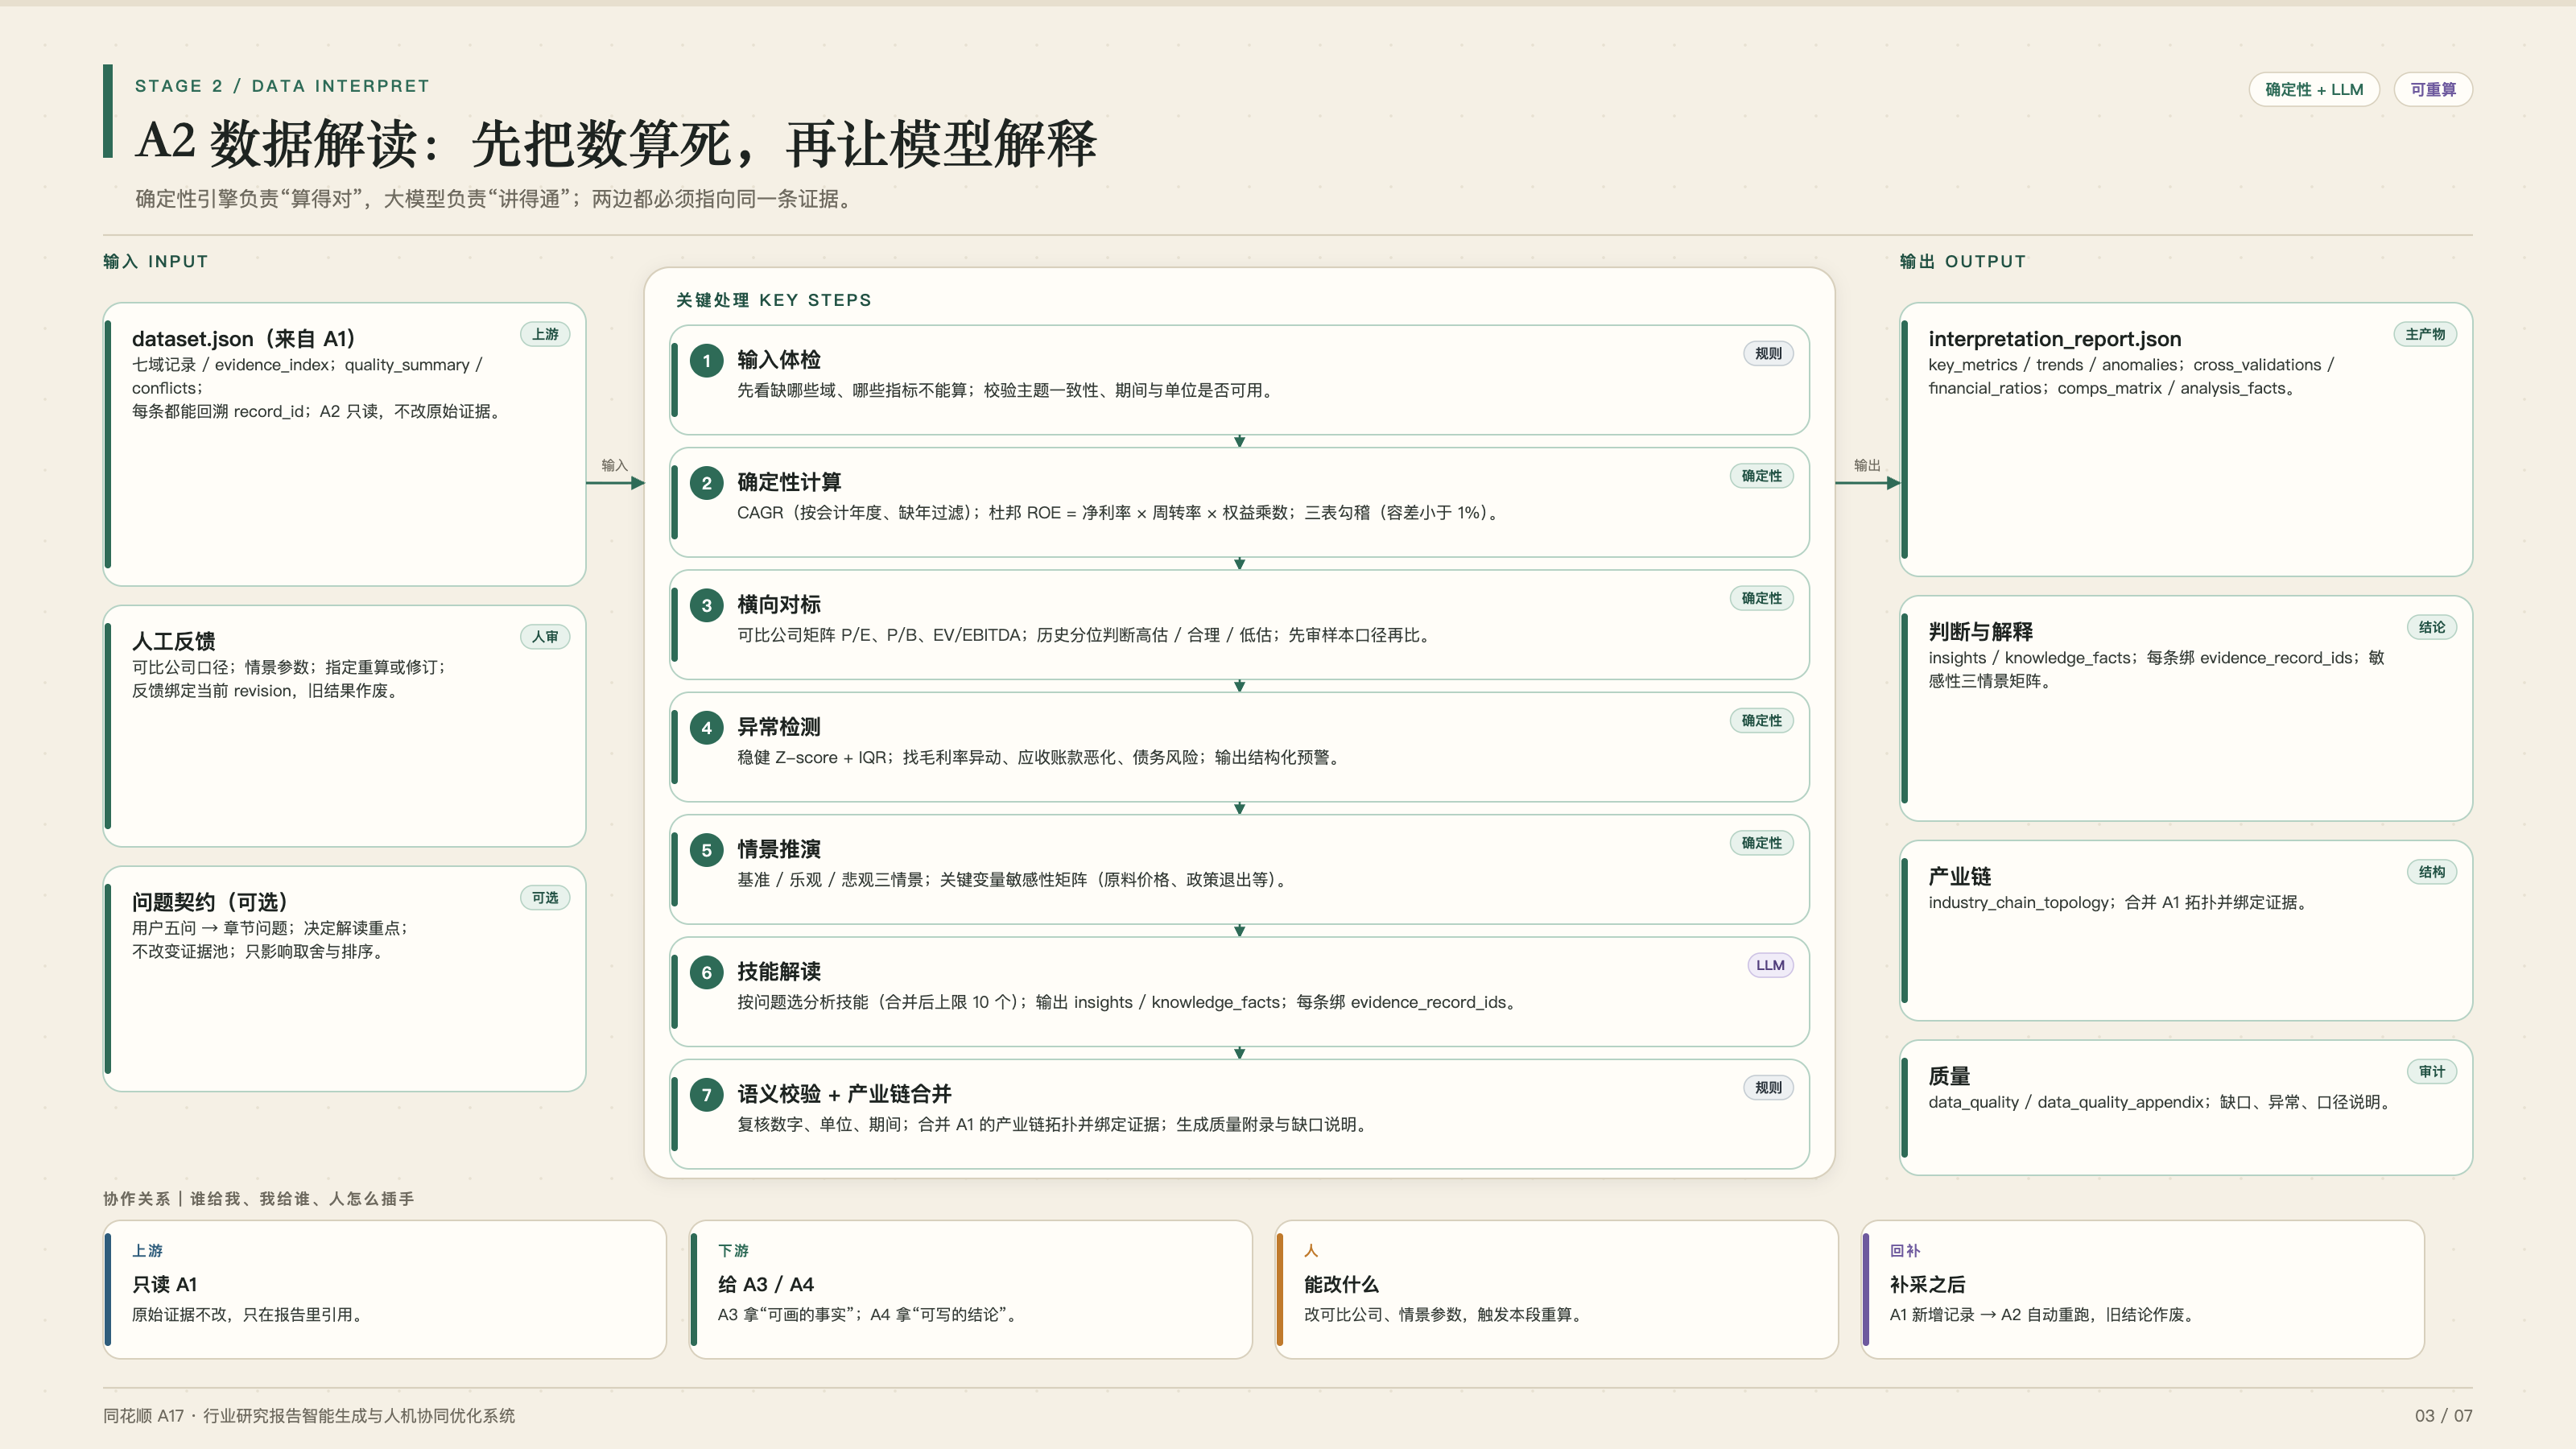 STAGE 2 / DATA INTERPRET
确定性 + LLM
可重算
A2 数据解读：先把数算死，再让模型解释
确定性引擎负责“算得对”，大模型负责“讲得通”；两边都必须指向同一条证据。
输入 INPUT
dataset.json（来自 A1）
上游
七域记录 / evidence_index；quality_summary /
conflicts；
每条都能回溯 record_id；A2 只读，不改原始证据。
人工反馈
人审
可比公司口径；情景参数；指定重算或修订；
反馈绑定当前 revision，旧结果作废。
问题契约（可选）
可选
用户五问 → 章节问题；决定解读重点；
不改变证据池；只影响取舍与排序。
输入
关键处理 KEY STEPS
1
输入体检
规则
先看缺哪些域、哪些指标不能算；校验主题一致性、期间与单位是否可用。
2
确定性计算
确定性
CAGR（按会计年度、缺年过滤）；杜邦 ROE = 净利率 × 周转率 × 权益乘数；三表勾稽（容差小于 1%）。
3
横向对标
确定性
可比公司矩阵 P/E、P/B、EV/EBITDA；历史分位判断高估 / 合理 / 低估；先审样本口径再比。
4
异常检测
确定性
稳健 Z-score + IQR；找毛利率异动、应收账款恶化、债务风险；输出结构化预警。
5
情景推演
确定性
基准 / 乐观 / 悲观三情景；关键变量敏感性矩阵（原料价格、政策退出等）。
6
技能解读
LLM
按问题选分析技能（合并后上限 10 个）；输出 insights / knowledge_facts；每条绑 evidence_record_ids。
7
语义校验 + 产业链合并
规则
复核数字、单位、期间；合并 A1 的产业链拓扑并绑定证据；生成质量附录与缺口说明。
输出
输出 OUTPUT
interpretation_report.json
主产物
key_metrics / trends / anomalies；cross_validations /
financial_ratios；comps_matrix / analysis_facts。
判断与解释
结论
insights / knowledge_facts；每条绑 evidence_record_ids；敏
感性三情景矩阵。
产业链
结构
industry_chain_topology；合并 A1 拓扑并绑定证据。
质量
审计
data_quality / data_quality_appendix；缺口、异常、口径说明。
协作关系｜谁给我、我给谁、人怎么插手
上游
只读 A1
原始证据不改，只在报告里引用。
下游
给 A3 / A4
A3 拿“可画的事实”；A4 拿“可写的结论”。
人
能改什么
改可比公司、情景参数，触发本段重算。
回补
补采之后
A1 新增记录 → A2 自动重跑，旧结论作废。
同花顺 A17 · 行业研究报告智能生成与人机协同优化系统
03 / 07